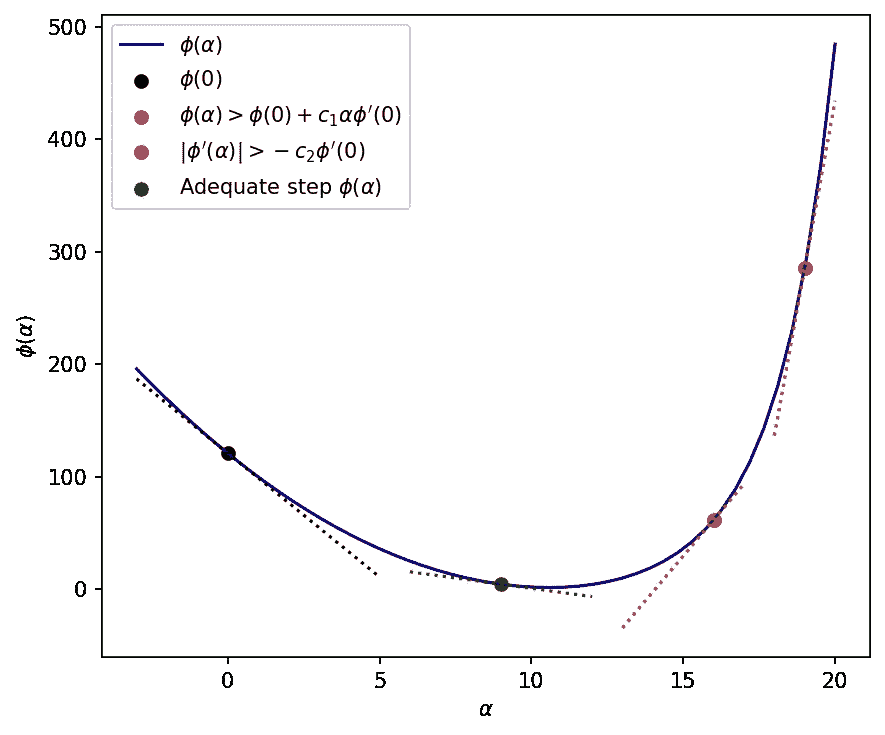 500
400
300
200
100
0
ϕ(α)
ϕ(α)
ϕ(0)
ϕ(α) > ϕ(0) + c₁αϕ′(0)
|ϕ′(α)| > − c₂ϕ′(0)
Adequate step ϕ(α)
0 5 10 15 20
α